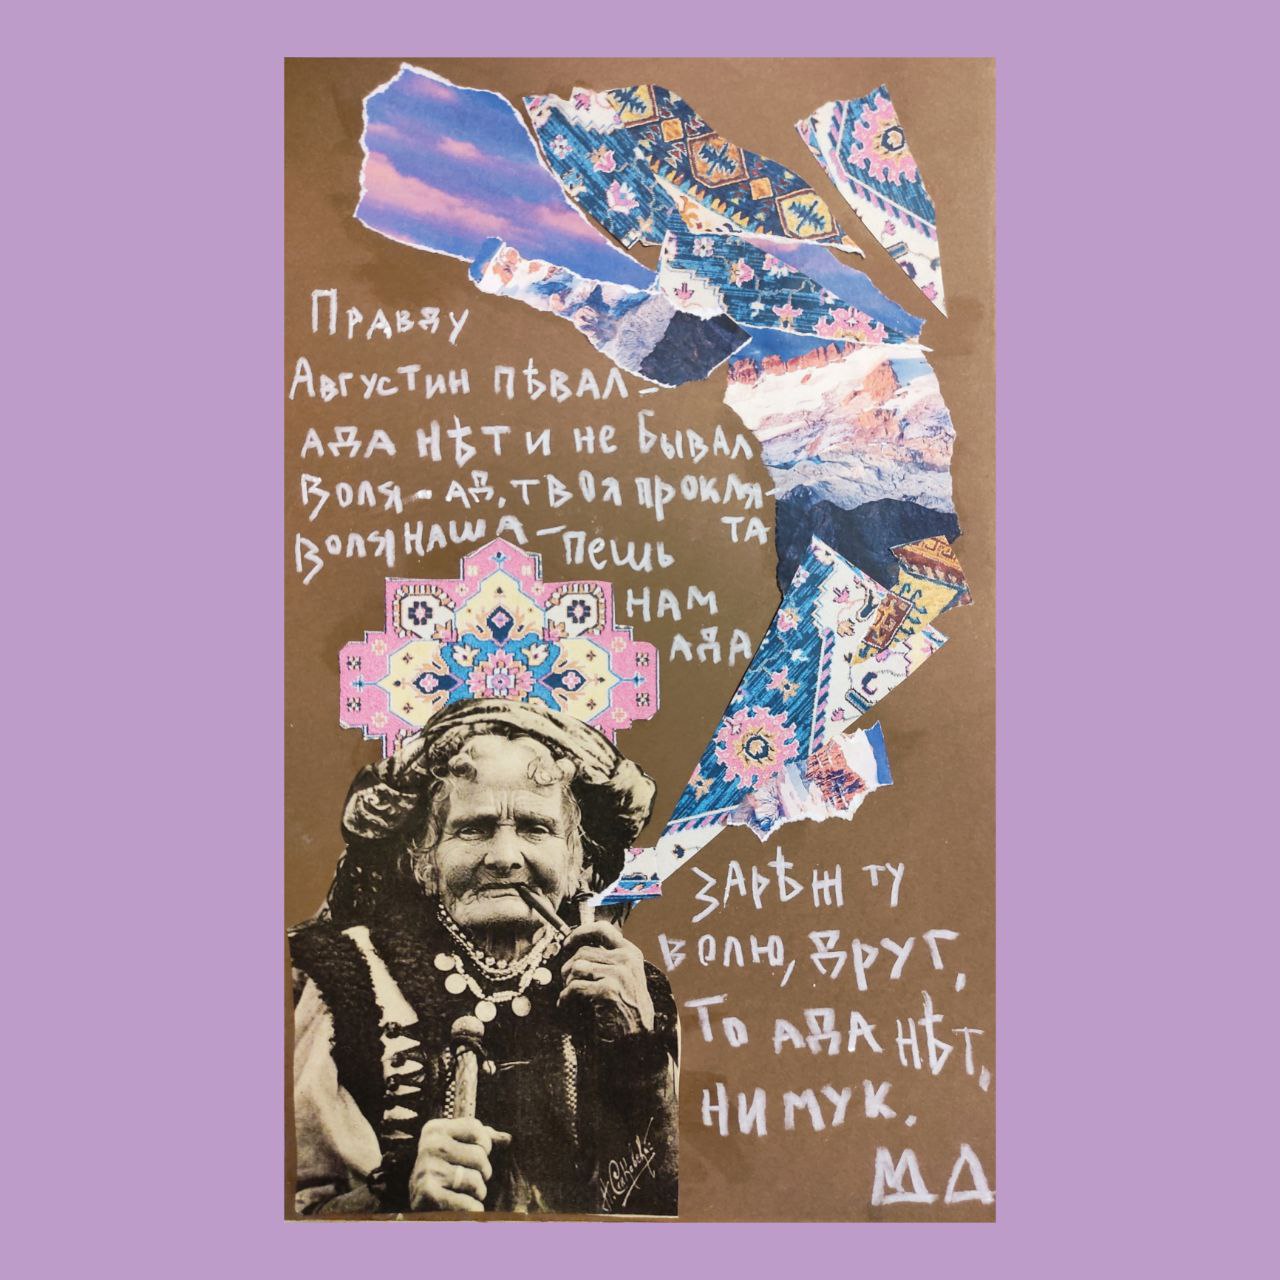 Правду
Августин пѣвал -
ада нѣт и не бывал
воля - ад, твоя прокля-
та
воля наша - пешь
нам
ада
зарѣж ту
волю, друг,
то ада нѣт,
ни мук.
МД